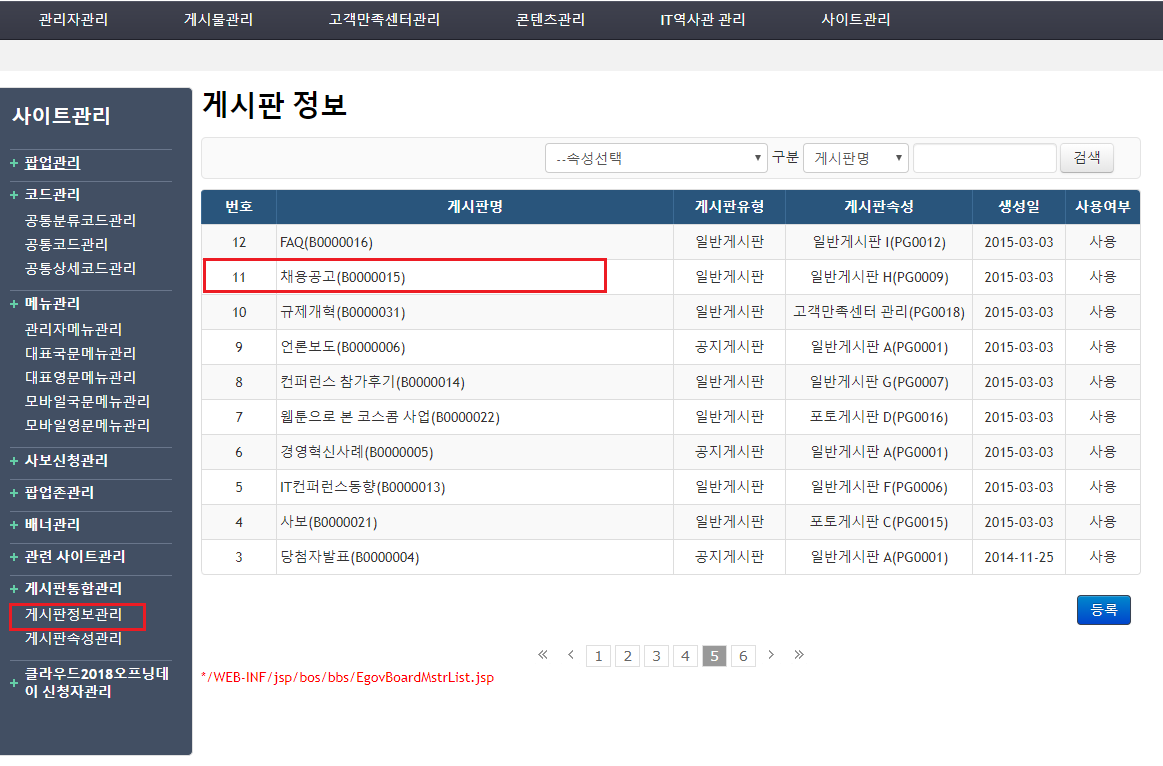 관리자관리 게시물관리 고객만족센터관리 콘텐츠관리 IT역사관 관리 사이트관리
사이트관리
+ 팝업관리
+ 코드관리
공통분류코드관리
공통코드관리
공통상세코드관리
+ 메뉴관리
관리자메뉴관리
대표국문메뉴관리
대표영문메뉴관리
모바일국문메뉴관리
모바일영문메뉴관리
+ 사보신청관리
+ 팝업존관리
+ 배너관리
+ 관련 사이트관리
+ 게시판통합관리
게시판정보관리
게시판속성관리
+ 클라우드2018오프닝데
이 신청자관리
게시판 정보
--속성선택 구분 게시판명 검색
번호 게시판명 게시판유형 게시판속성 생성일 사용여부
12 FAQ(B0000016) 일반게시판 일반게시판 I(PG0012) 2015-03-03 사용
11 채용공고(B0000015) 일반게시판 일반게시판 H(PG0009) 2015-03-03 사용
10 규제개혁(B0000031) 일반게시판 고객만족센터 관리(PG0018) 2015-03-03 사용
9 언론보도(B0000006) 공지게시판 일반게시판 A(PG0001) 2015-03-03 사용
8 컨퍼런스 참가후기(B0000014) 일반게시판 일반게시판 G(PG0007) 2015-03-03 사용
7 웹툰으로 본 코스콤 사업(B0000022) 일반게시판 포토게시판 D(PG0016) 2015-03-03 사용
6 경영혁신사례(B0000005) 공지게시판 일반게시판 A(PG0001) 2015-03-03 사용
5 IT컨퍼런스동향(B0000013) 일반게시판 일반게시판 F(PG0006) 2015-03-03 사용
4 사보(B0000021) 일반게시판 포토게시판 C(PG0015) 2015-03-03 사용
3 당첨자발표(B0000004) 공지게시판 일반게시판 A(PG0001) 2014-11-25 사용
등록
« ‹ 1 2 3 4 5 6 › »
*/WEB-INF/jsp/bos/bbs/EgovBoardMstrList.jsp